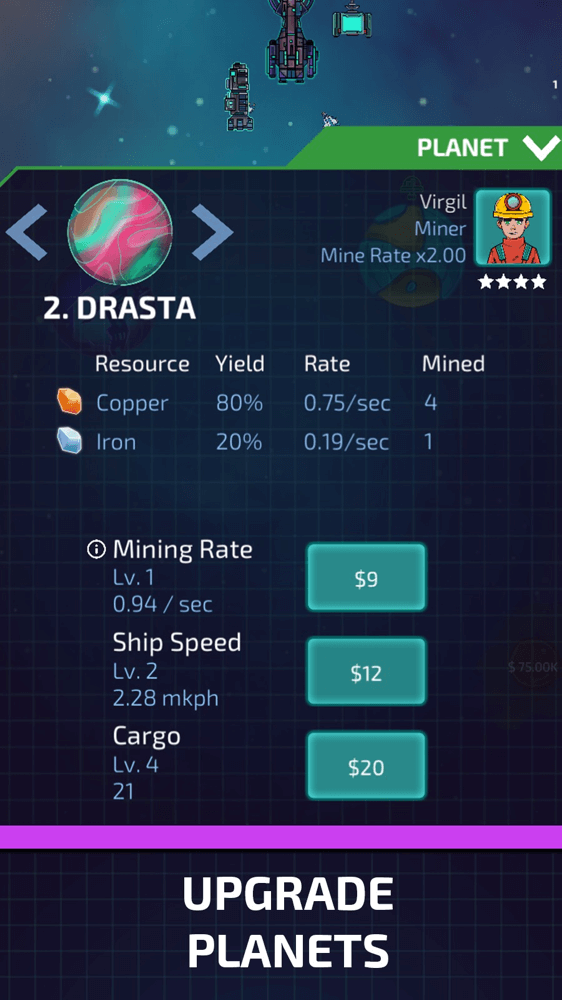 1
PLANET
Virgil
Miner
Mine Rate x2.00
2. DRASTA
Resource Yield Rate Mined
Copper 80% 0.75/sec 4
Iron 20% 0.19/sec 1
Mining Rate
Lv. 1
0.94 / sec
$9
Ship Speed
Lv. 2
2.28 mkph
$12
$75.00K
Cargo
Lv. 4
21
$20
UPGRADE
PLANETS